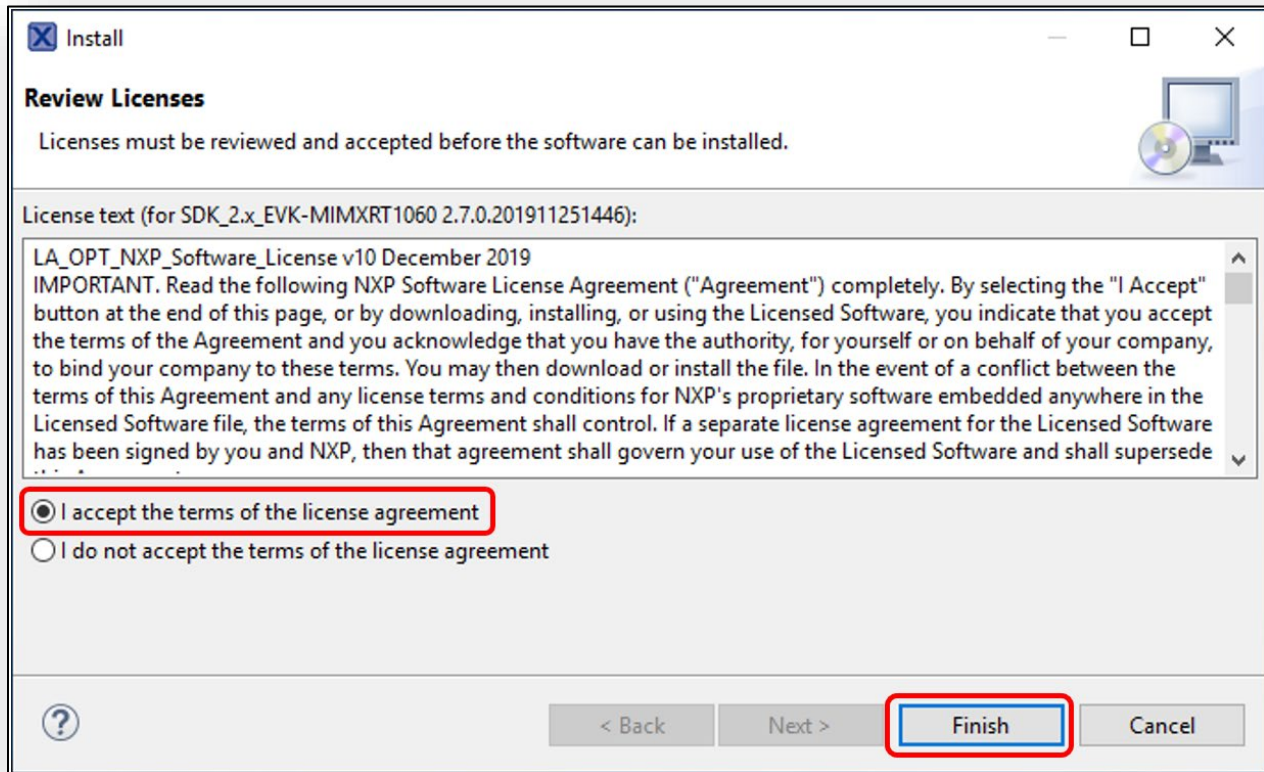 Install
Review Licenses
Licenses must be reviewed and accepted before the software can be installed.
License text (for SDK_2.x_EVK-MIMXRT1060 2.7.0.201911251446):
LA_OPT_NXP_Software_License v10 December 2019
IMPORTANT. Read the following NXP Software License Agreement ("Agreement") completely. By selecting the "I Accept"
button at the end of this page, or by downloading, installing, or using the Licensed Software, you indicate that you accept
the terms of the Agreement and you acknowledge that you have the authority, for yourself or on behalf of your company,
to bind your company to these terms. You may then download or install the file. In the event of a conflict between the
terms of this Agreement and any license terms and conditions for NXP's proprietary software embedded anywhere in the
Licensed Software file, the terms of this Agreement shall control. If a separate license agreement for the Licensed Software
has been signed by you and NXP, then that agreement shall govern your use of the Licensed Software and shall supersede
I accept the terms of the license agreement
I do not accept the terms of the license agreement
? < Back Next > Finish Cancel